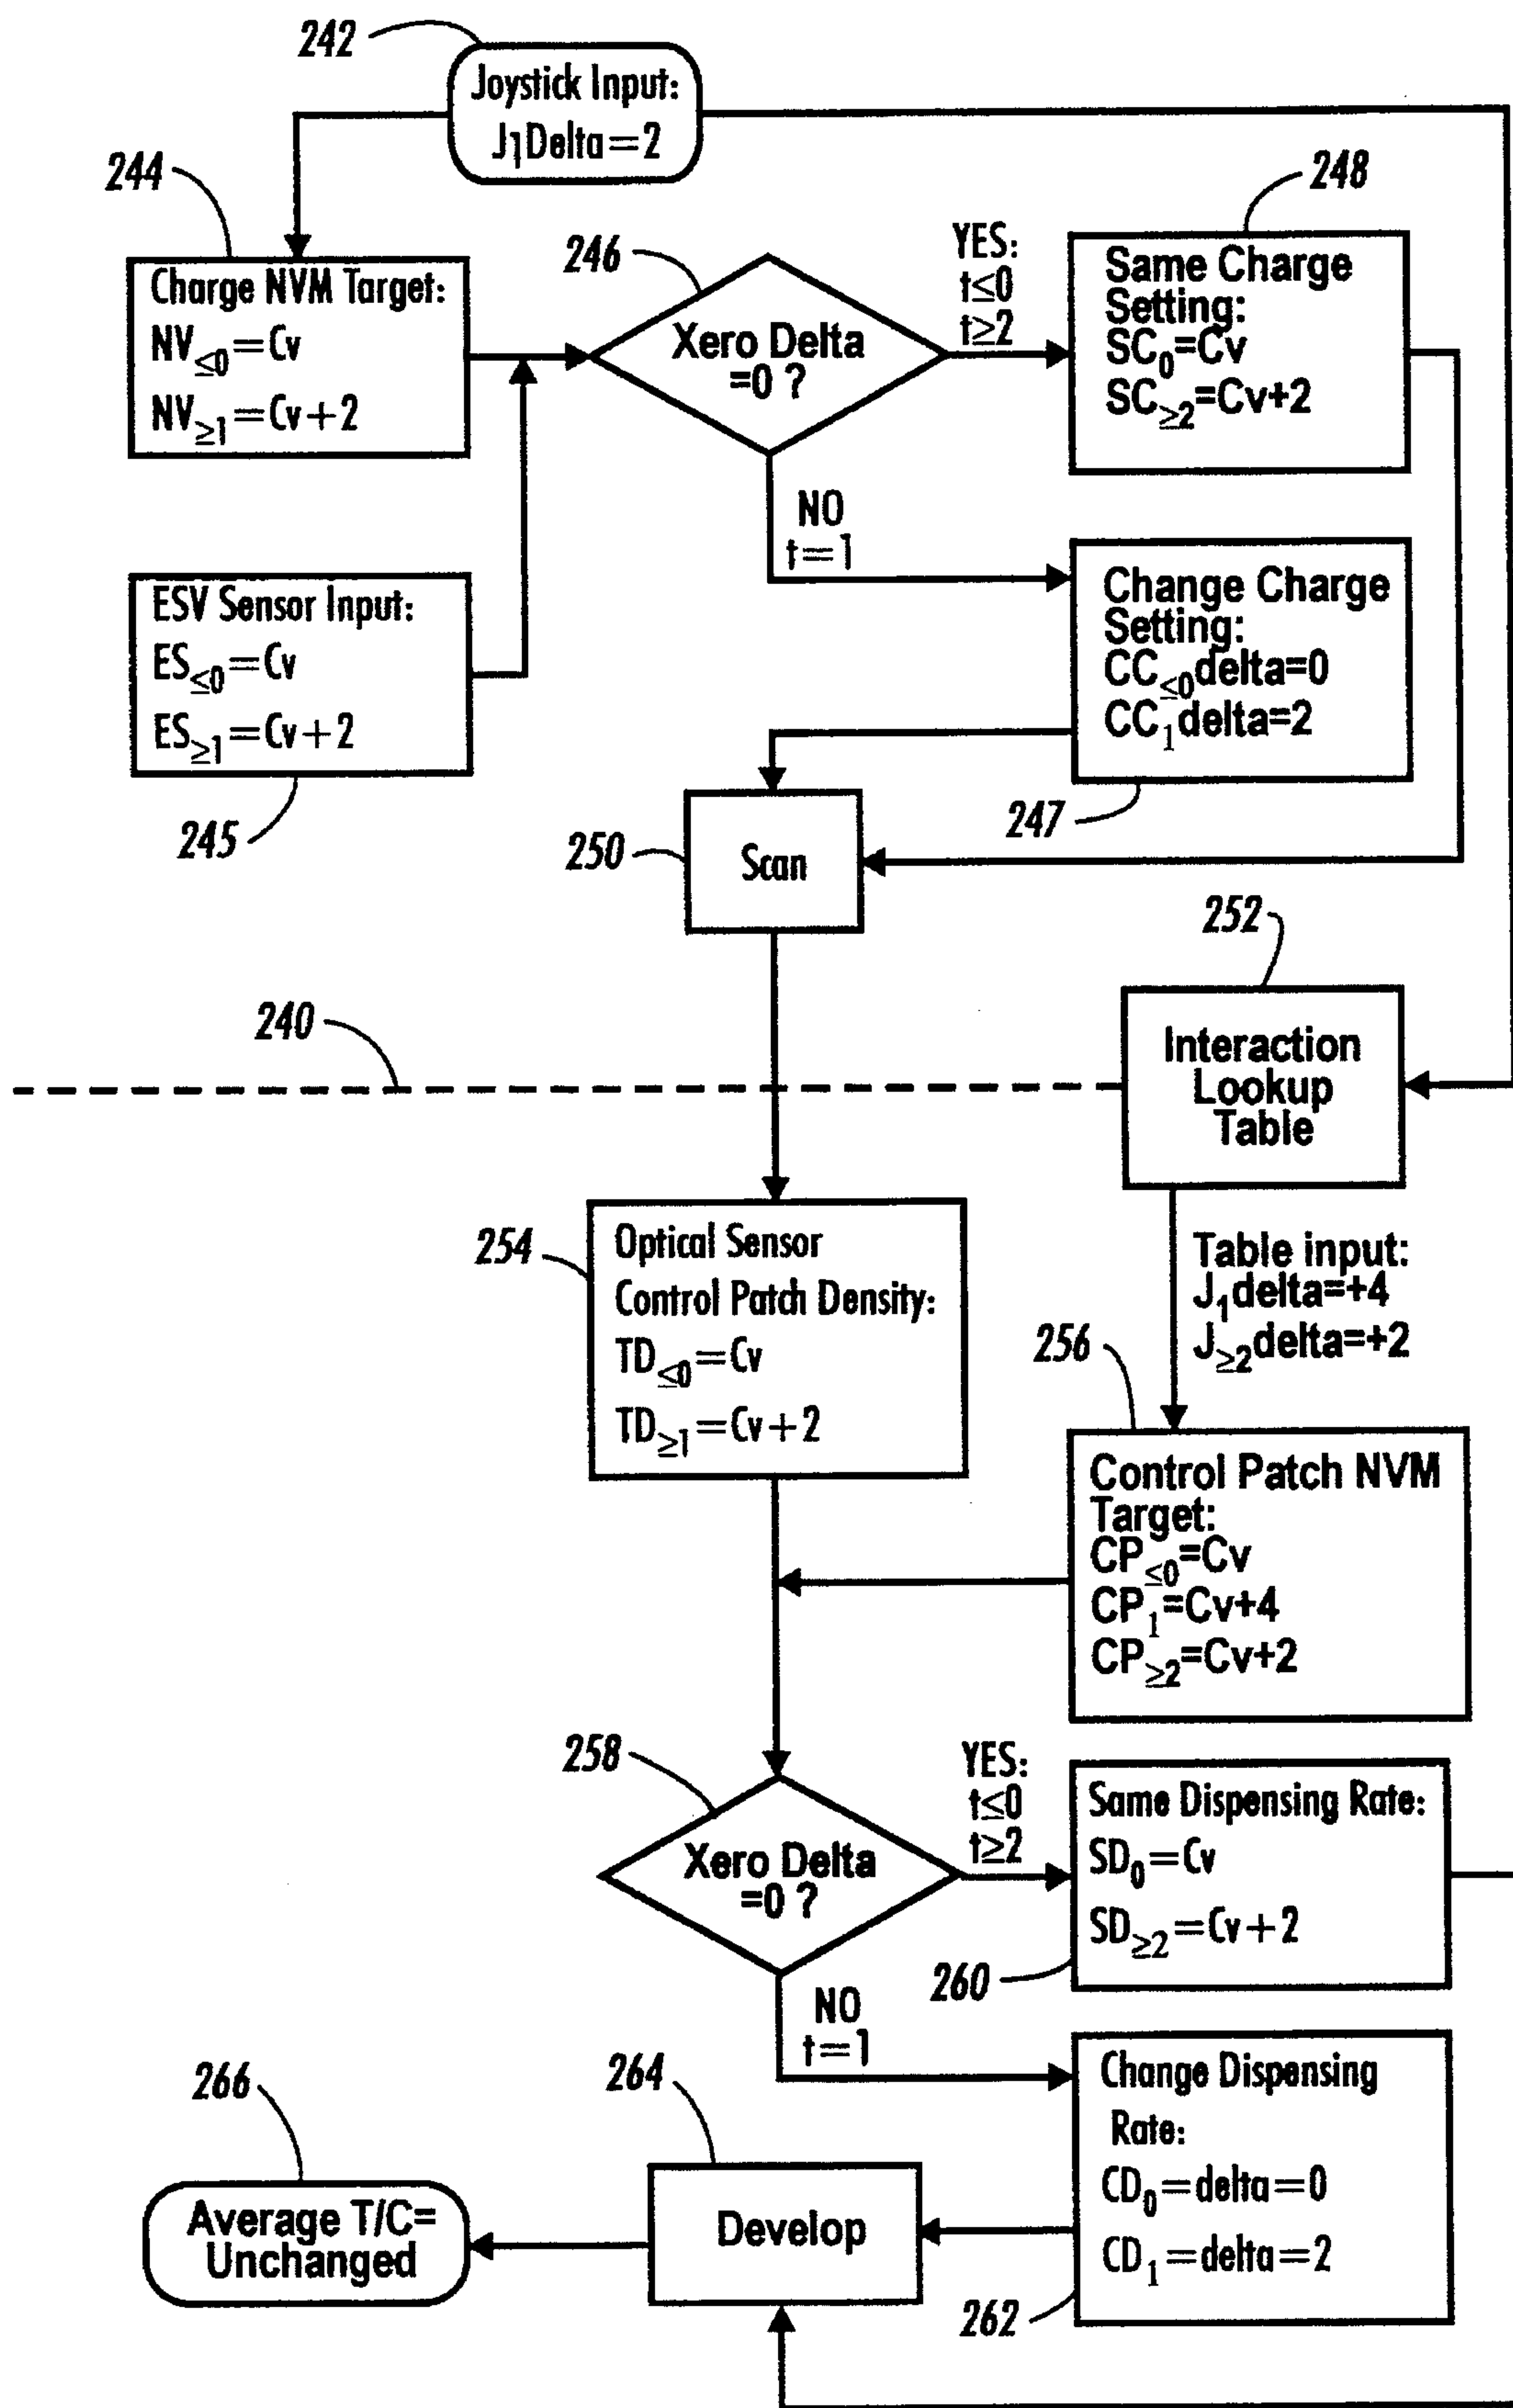 242
Joystick Input:
J1Delta=2
244
Charge NVM Target:
NV≤0=Cv
NV≥1=Cv+2
246
Xero Delta
=0 ?
YES:
t≤0
t≥2
248
Same Charge
Setting:
SC0=Cv
SC≥2=Cv+2
NO
t=1
ESV Sensor Input:
ES≤0=Cv
ES≥1=Cv+2
245
Change Charge
Setting:
CC≤0delta=0
CC1delta=2
247
250
Scan
252
240
Interaction
Lookup
Table
254
Optical Sensor
Control Patch Density:
TD≤0=Cv
TD≥1=Cv+2
Table input:
J1delta=+4
J≥2delta=+2
256
Control Patch NVM
Target:
CP≤0=Cv
CP1=Cv+4
CP≥2=Cv+2
258
Xero Delta
=0 ?
YES:
t≤0
t≥2
Same Dispensing Rate:
SD0=Cv
SD≥2=Cv+2
260
NO
t=1
Change Dispensing
Rate:
CD0=delta=0
CD1=delta=2
262
264
Develop
266
Average T/C=
Unchanged